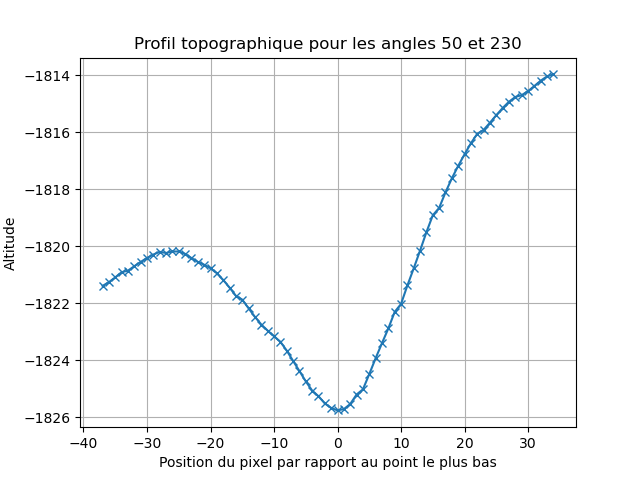 Profil topographique pour les angles 50 et 230
−1814
−1816
−1818
−1820
−1822
−1824
−1826
Altitude
−40 −30 −20 −10 0 10 20 30
Position du pixel par rapport au point le plus bas